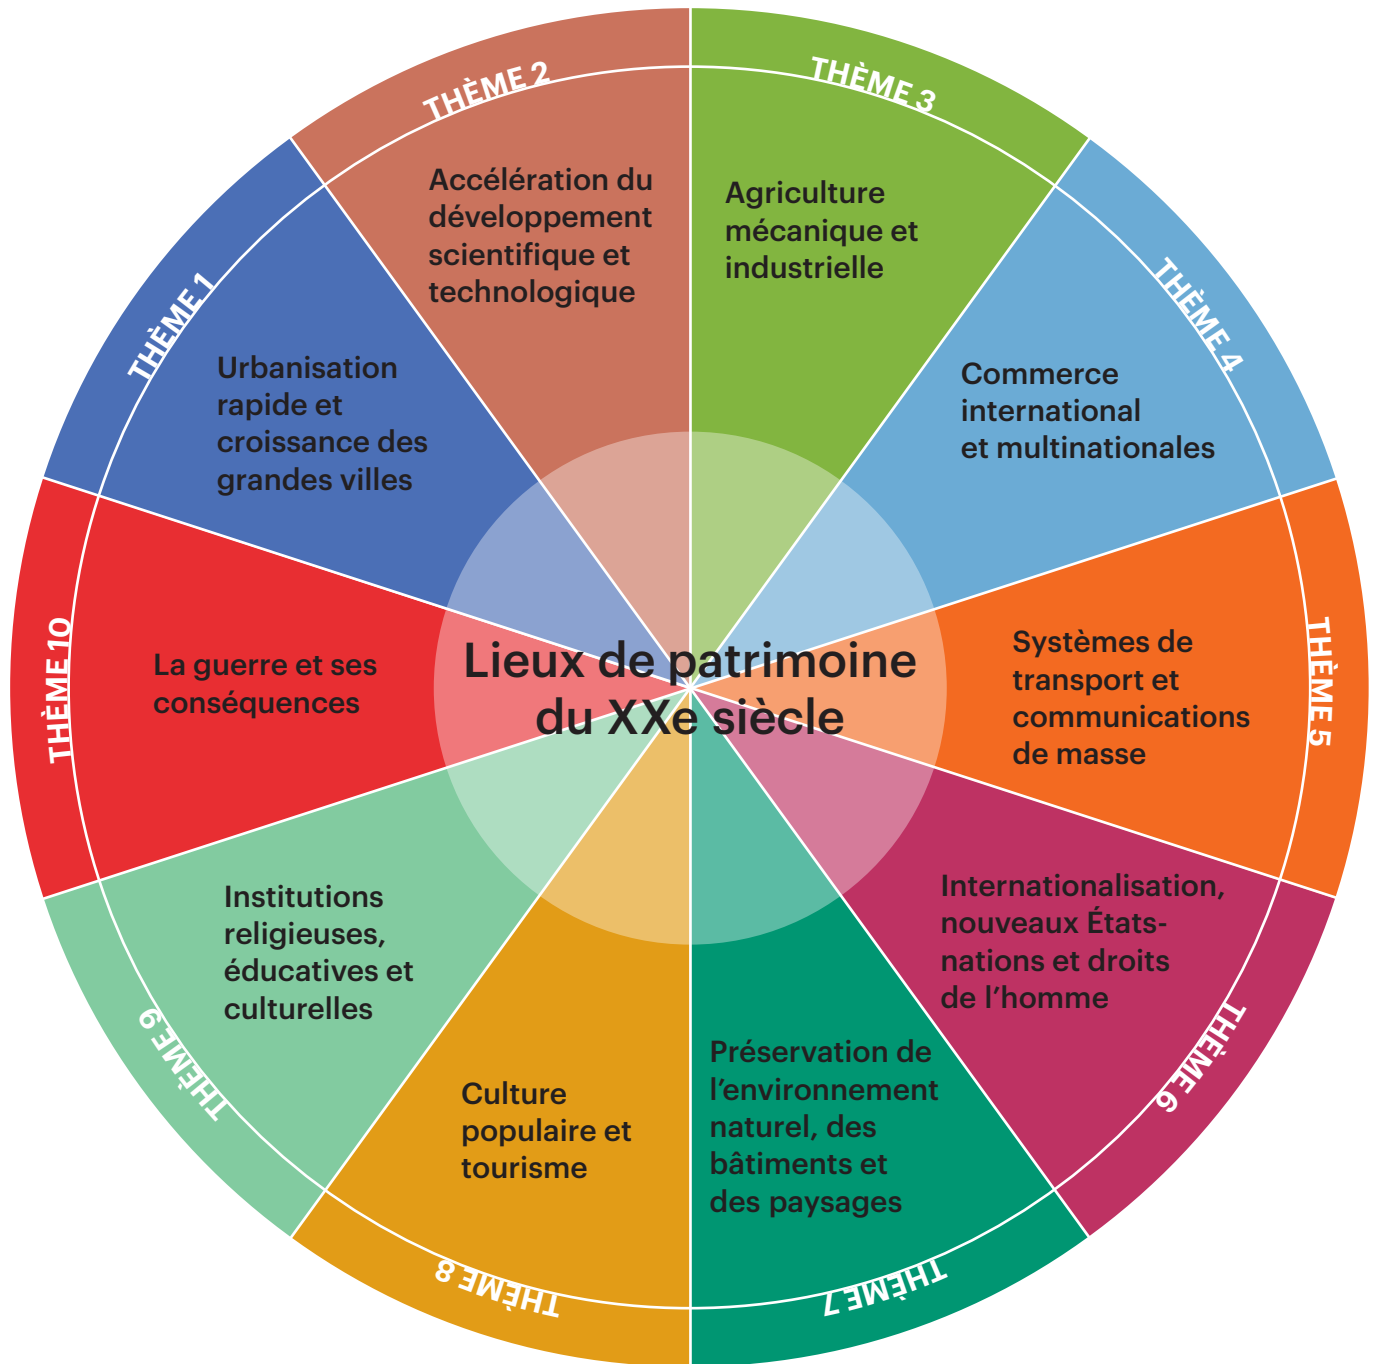 THÈME 1
Urbanisation
rapide et
croissance des
grandes villes
THÈME 2
Accélération du
développement
scientifique et
technologique
THÈME 3
Agriculture
mécanique et
industrielle
THÈME 4
Commerce
international
et multinationales
THÈME 5
Systèmes de
transport et
communications
de masse
THÈME 6
Internationalisation,
nouveaux États-
nations et droits
de l’homme
THÈME 7
Préservation de
l’environnement
naturel, des
bâtiments et
des paysages
THÈME 8
Culture
populaire et
tourisme
THÈME 9
Institutions
religieuses,
éducatives et
culturelles
THÈME 10
La guerre et ses
conséquences
Lieux de patrimoine
du XXe siècle